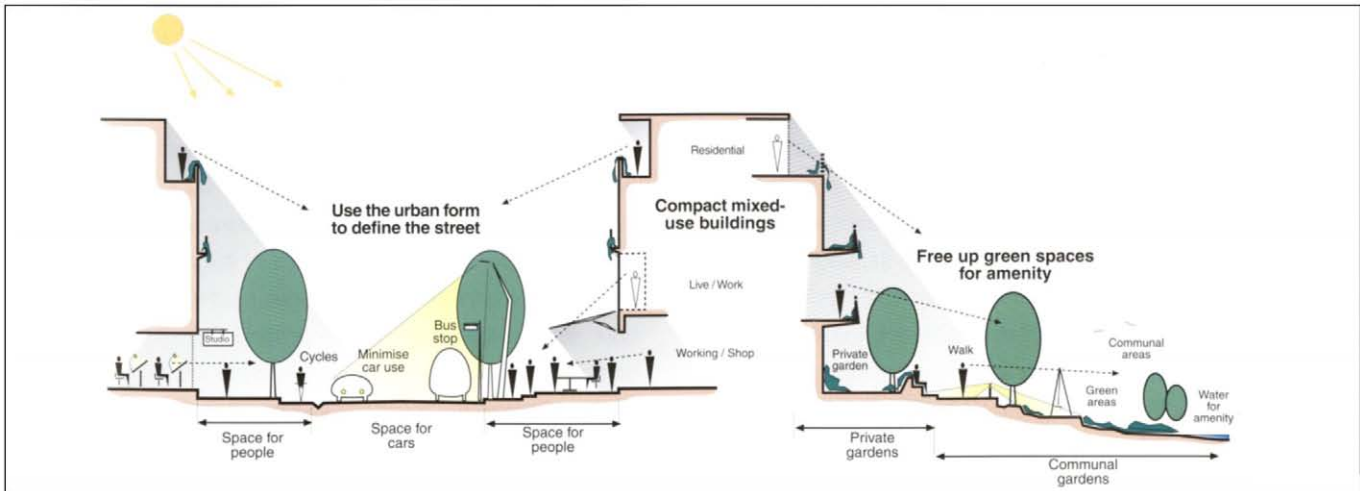 Residential
Use the urban form
to define the street
Compact mixed-
use buildings
Free up green spaces
for amenity
Live / Work
Studio
Cycles
Minimise
car use
Bus
stop
Working / Shop
Private
garden
Walk
Communal
areas
Green
areas
Water
for
amenity
Space for
people
Space for
cars
Space for
people
Private
gardens
Communal
gardens